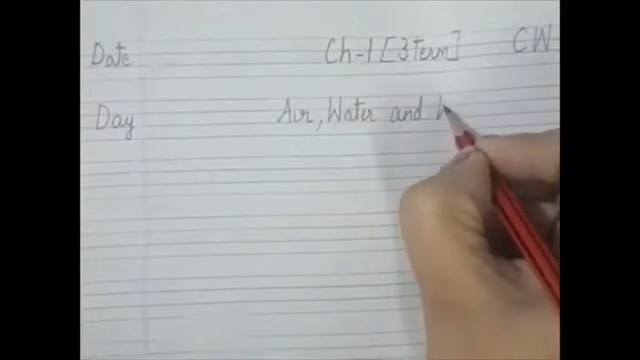 Date Ch-1 [3 term] CW
Day Air, Water and